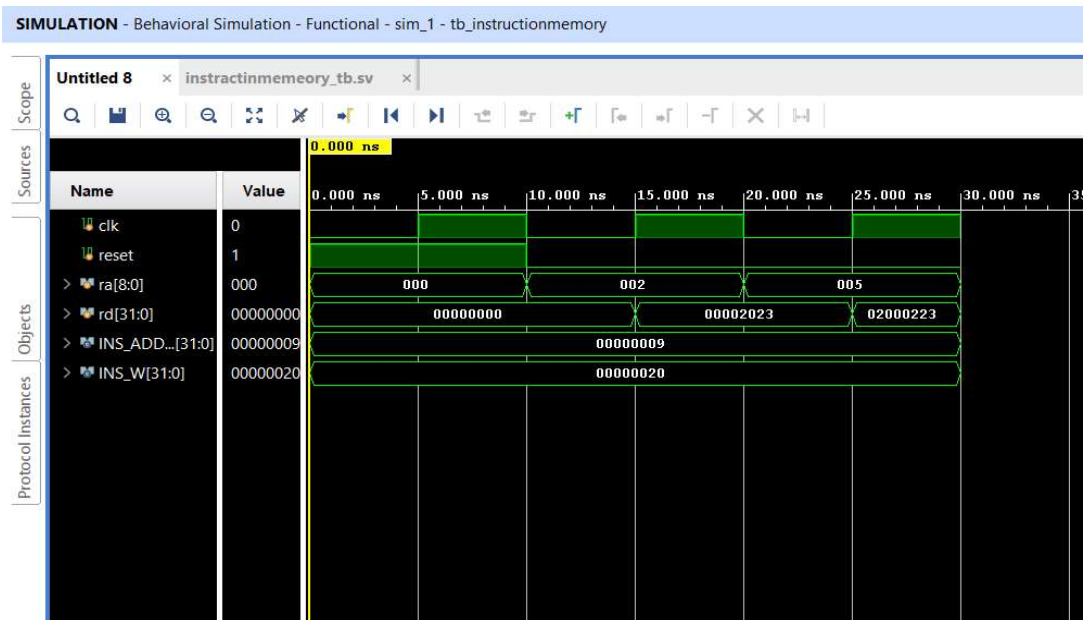 SIMULATION - Behavioral Simulation - Functional - sim_1 - tb_instructionmemory
Untitled 8 × instractinmemeory_tb.sv ×
Scope
Sources
Objects
Protocol Instances
0.000 ns
Name Value 0.000 ns 5.000 ns 10.000 ns 15.000 ns 20.000 ns 25.000 ns 30.000 ns 35
clk 0
reset 1
ra[8:0] 000 000 002 005
rd[31:0] 00000000 00000000 00002023 02000223
INS_ADD...[31:0] 00000009 00000009
INS_W[31:0] 00000020 00000020